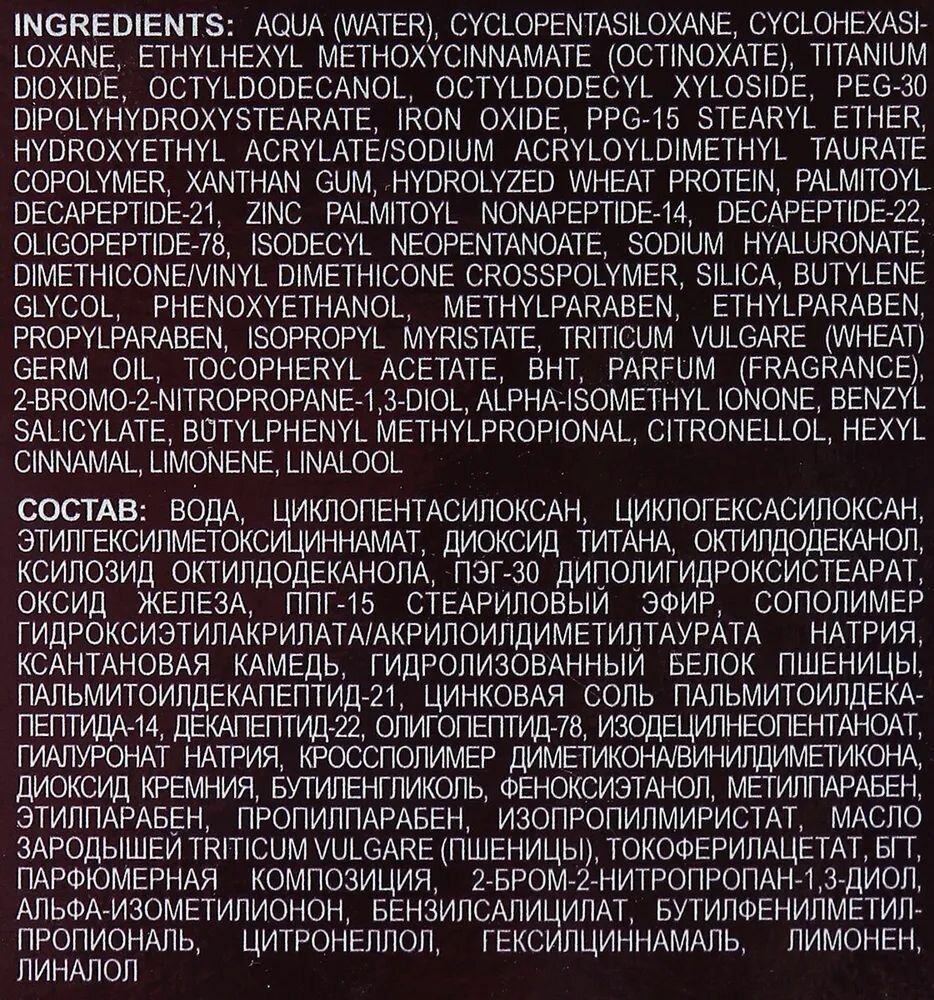 INGREDIENTS: AQUA (WATER), CYCLOPENTASILOXANE, CYCLOHEXASI-
LOXANE, ETHYLHEXYL METHOXYCINNAMATE (OCTINOXATE), TITANIUM
DIOXIDE, OCTYLDODECANOL, OCTYLDODECYL XYLOSIDE, PEG-30
DIPOLYHYDROXYSTEARATE, IRON OXIDE, PPG-15 STEARYL ETHER,
HYDROXYETHYL ACRYLATE/SODIUM ACRYLOYLDIMETHYL TAURATE
COPOLYMER, XANTHAN GUM, HYDROLYZED WHEAT PROTEIN, PALMITOYL-
DECAPEPTIDE-21, ZINC PALMITOYL NONAPEPTIDE-14, DECAPEPTIDE-22,
OLIGOPEPTIDE-78, ISODECYL NEOPENTANOATE, SODIUM HYALURONATE,
DIMETHICONE/VINYL DIMETHICONE CROSSPOLYMER, SILICA, BUTYLENE
GLYCOL, PHENOXYETHANOL, METHYLPARABEN, ETHYLPARABEN,
PROPYLPARABEN, ISOPROPYL MYRISTATE, TRITICUM VULGARE (WHEAT)
GERM OIL, TOCOPHERYL ACETATE, BHT, PARFUM (FRAGRANCE),
2-BROMO-2-NITROPROPANE-1,3-DIOL, ALPHA-ISOMETHYL IONONE, BENZYL
SALICYLATE, BUTYLPHENYL METHYLPROPIONAL, CITRONELLOL, HEXYL
CINNAMAL, LIMONENE, LINALOOL
СОСТАВ: ВОДА, ЦИКЛОПЕНТАСИЛОКСАН, ЦИКЛОГЕКСАСИЛОКСАН,
ЭТИЛГЕКСИЛМЕТОКСИЦИННАМАТ, ДИОКСИД ТИТАНА, ОКТИЛДОДЕКАНОЛ,
КСИЛОЗИД ОКТИЛДОДЕКАНОЛА, ПЭГ-30 ДИПОЛИГИДРОКСИСТЕАРАТ,
ОКСИД ЖЕЛЕЗА, ППГ-15 СТЕАРИЛОВЫЙ ЭФИР, СОПОЛИМЕР
ГИДРОКСИЭТИЛАКРИЛАТА/АКРИЛОИЛДИМЕТИЛТАУРАТА НАТРИЯ,
КСАНТАНОВАЯ КАМЕДЬ, ГИДРОЛИЗОВАННЫЙ БЕЛОК ПШЕНИЦЫ,
ПАЛЬМИТОИЛДЕКАПЕПТИД-21, ЦИНКОВАЯ СОЛЬ ПАЛЬМИТОИЛДЕКА-
ПЕПТИДА-14, ДЕКАПЕПТИД-22, ОЛИГОПЕПТИД-78, ИЗОДЕЦИЛНЕОПЕНТАНОАТ,
ГИАЛУРОНАТ НАТРИЯ, КРОССПОЛИМЕР ДИМЕТИКОНА/ВИНИЛДИМЕТИКОНА,
ДИОКСИД КРЕМНИЯ, БУТИЛЕНГЛИКОЛЬ, ФЕНОКСИЭТАНОЛ, МЕТИЛПАРАБЕН,
ЭТИЛПАРАБЕН, ПРОПИЛПАРАБЕН, ИЗОПРОПИЛМИРИСТАТ, МАСЛО
ЗАРОДЫШЕЙ TRITICUM VULGARE (ПШЕНИЦЫ), ТОКОФЕРИЛАЦЕТАТ, БГТ,
ПАРФЮМЕРНАЯ КОМПОЗИЦИЯ, 2-БРОМ-2-НИТРОПРОПАН-1,3-ДИОЛ,
АЛЬФА-ИЗОМЕТИЛИОНОН, БЕНЗИЛСАЛИЦИЛАТ, БУТИЛФЕНИЛМЕТИЛ-
ПРОПИОНАЛЬ, ЦИТРОНЕЛЛОЛ, ГЕКСИЛЦИННАМАЛЬ, ЛИМОНЕН,
ЛИНАЛОЛ